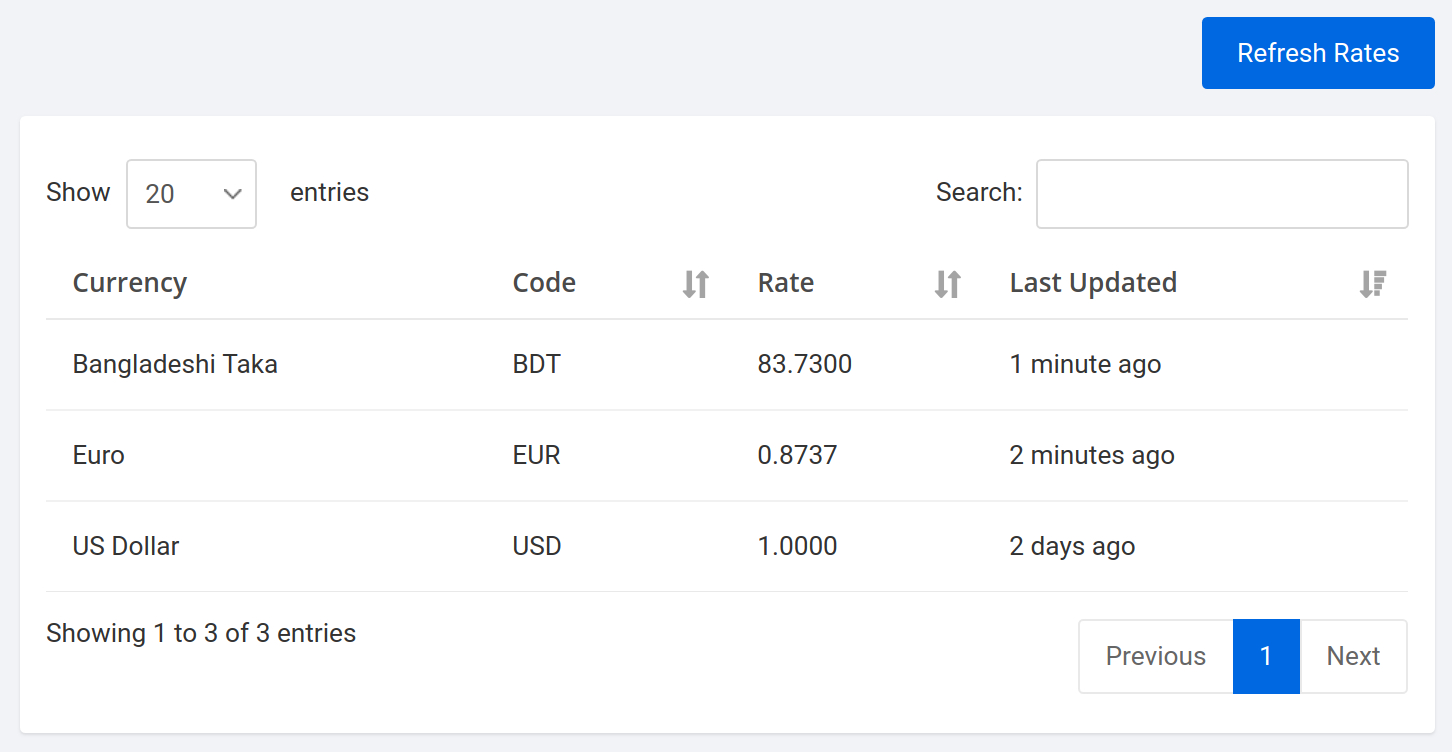 Refresh Rates
Show 20 entries Search:
Currency Code Rate Last Updated
Bangladeshi Taka BDT 83.7300 1 minute ago
Euro EUR 0.8737 2 minutes ago
US Dollar USD 1.0000 2 days ago
Showing 1 to 3 of 3 entries
Previous 1 Next